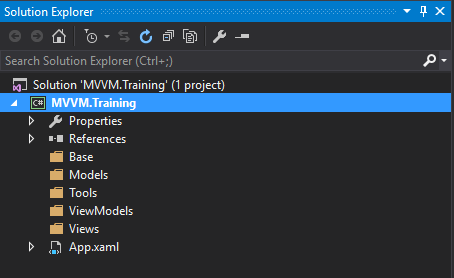 Solution Explorer
Search Solution Explorer (Ctrl+;)
Solution 'MVVM.Training' (1 project)
C# MVVM.Training
Properties
References
Base
Models
Tools
ViewModels
Views
App.xaml